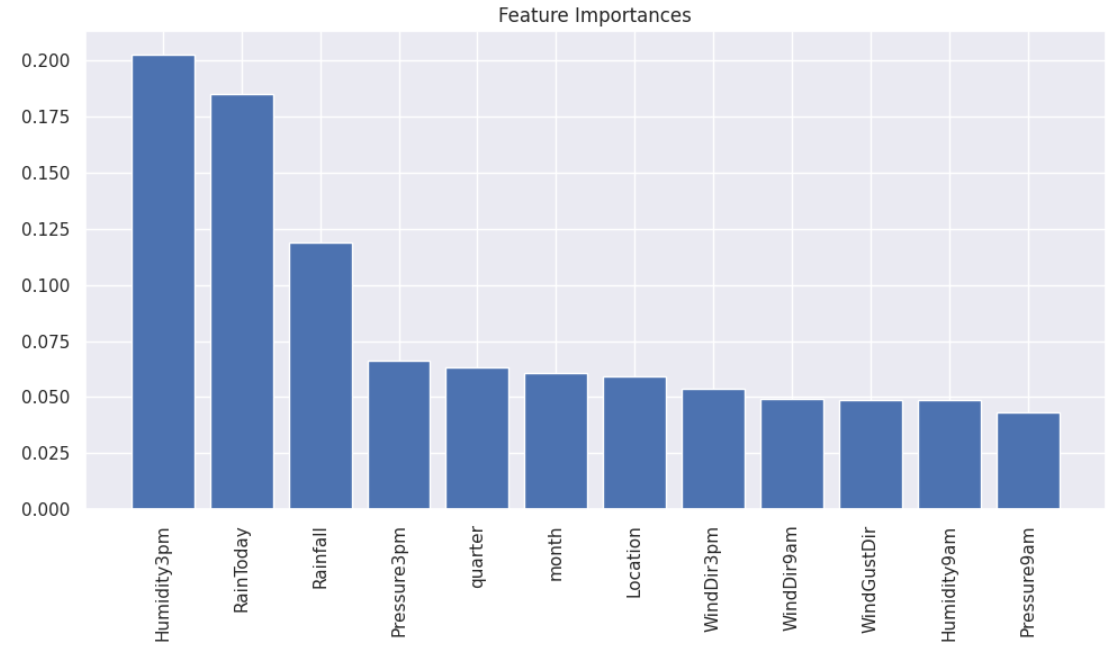 Feature Importances
0.200
0.175
0.150
0.125
0.100
0.075
0.050
0.025
0.000
Humidity3pm
RainToday
Rainfall
Pressure3pm
quarter
month
Location
WindDir3pm
WindDir9am
WindGustDir
Humidity9am
Pressure9am